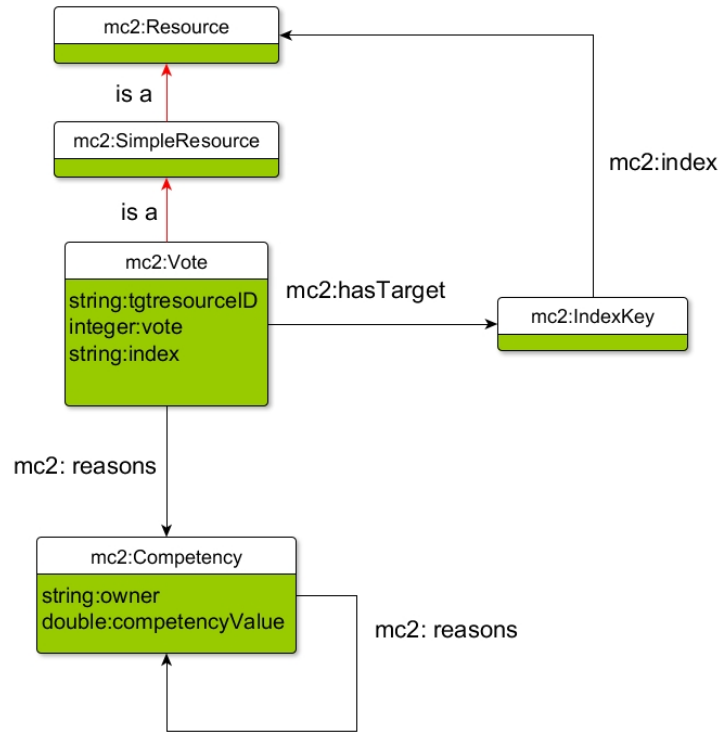 mc2:Resource
is a
mc2:SimpleResource
mc2:index
is a
mc2:Vote
string:tgtresourceID
integer:vote
string:index
mc2:hasTarget
mc2:IndexKey
mc2: reasons
mc2:Competency
string:owner
double:competencyValue
mc2: reasons